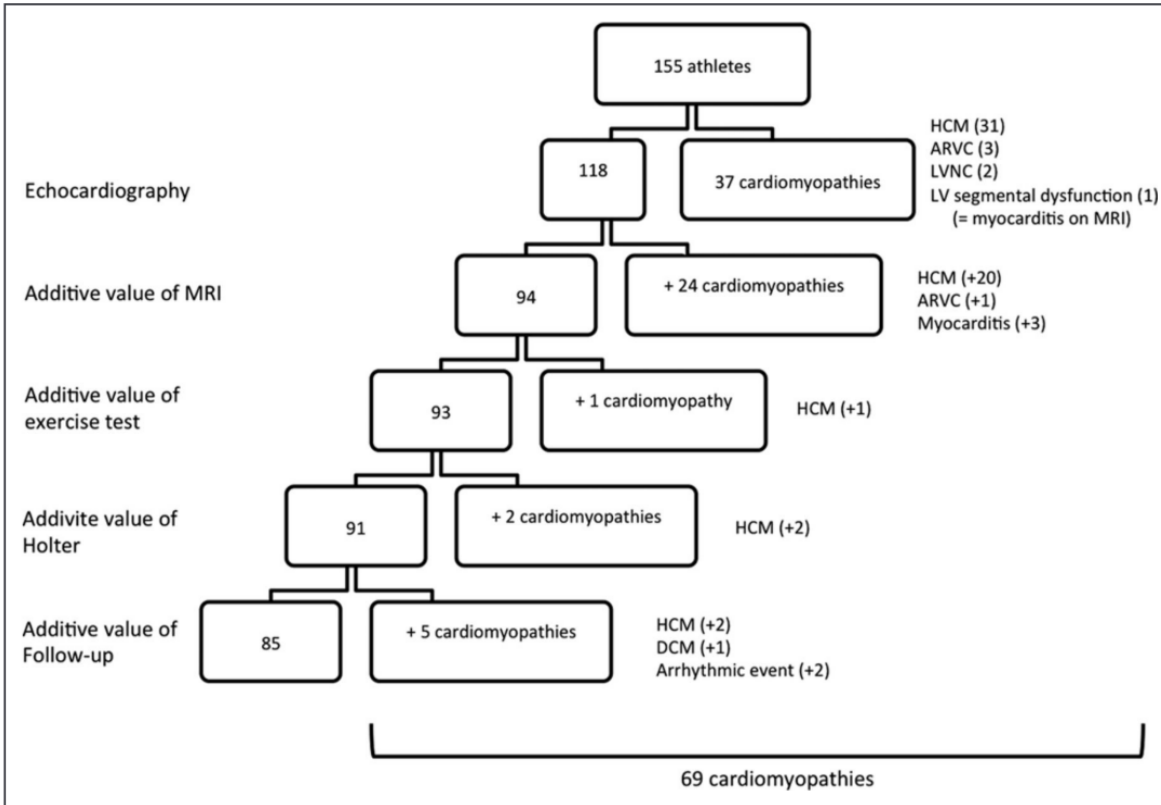 155 athletes
Echocardiography
118
37 cardiomyopathies
HCM (31)
ARVC (3)
LVNC (2)
LV segmental dysfunction (1)
(= myocarditis on MRI)
Additive value of MRI
94
+ 24 cardiomyopathies
HCM (+20)
ARVC (+1)
Myocarditis (+3)
Additive value of
exercise test
93
+ 1 cardiomyopathy
HCM (+1)
Addivite value of
Holter
91
+ 2 cardiomyopathies
HCM (+2)
Additive value of
Follow-up
85
+ 5 cardiomyopathies
HCM (+2)
DCM (+1)
Arrhythmic event (+2)
69 cardiomyopathies